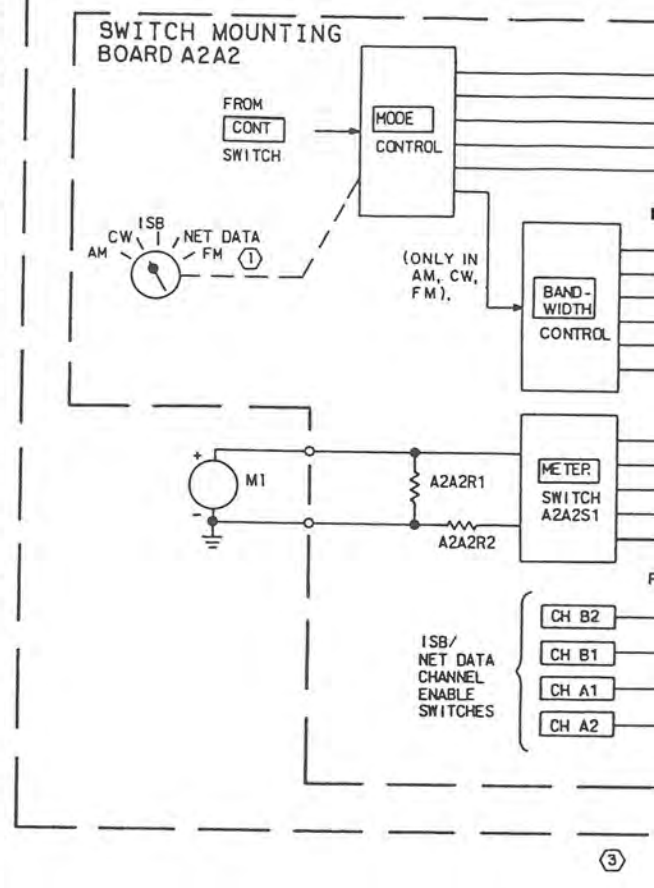 SWITCH MOUNTING
BOARD A2A2
FROM
CONT
SWITCH
MODE
CONTROL
AM
CW
ISB
NET DATA
FM
1
(ONLY IN
AM, CW,
FM).
BAND-
WIDTH
CONTROL
+
M1
-
A2A2R1
A2A2R2
METER
SWITCH
A2A2S1
ISB/
NET DATA
CHANNEL
ENABLE
SWITCHES
CH B2
CH B1
CH A1
CH A2
3